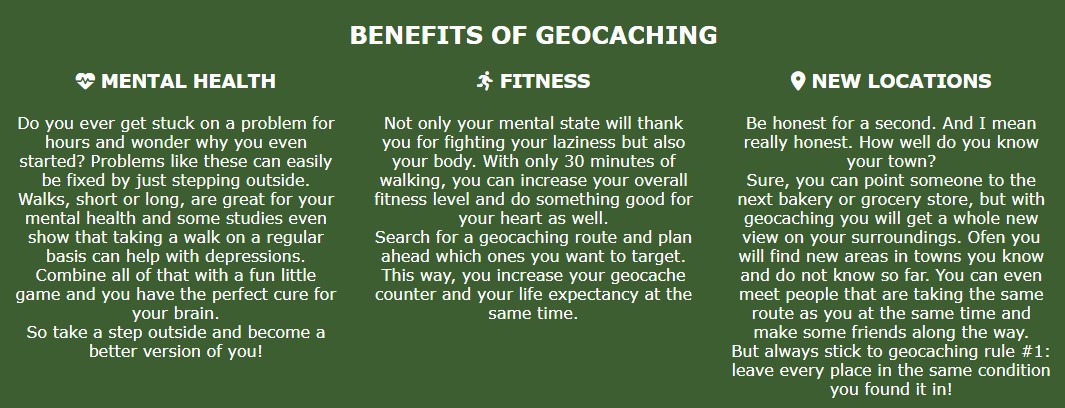 BENEFITS OF GEOCACHING
MENTAL HEALTH
Do you ever get stuck on a problem for
hours and wonder why you even
started? Problems like these can easily
be fixed by just stepping outside.
Walks, short or long, are great for your
mental health and some studies even
show that taking a walk on a regular
basis can help with depressions.
Combine all of that with a fun little
game and you have the perfect cure for
your brain.
So take a step outside and become a
better version of you!
FITNESS
Not only your mental state will thank
you for fighting your laziness but also
your body. With only 30 minutes of
walking, you can increase your overall
fitness level and do something good for
your heart as well.
Search for a geocaching route and plan
ahead which ones you want to target.
This way, you increase your geocache
counter and your life expectancy at the
same time.
NEW LOCATIONS
Be honest for a second. And I mean
really honest. How well do you know
your town?
Sure, you can point someone to the
next bakery or grocery store, but with
geocaching you will get a whole new
view on your surroundings. Ofen you
will find new areas in towns you know
and do not know so far. You can even
meet people that are taking the same
route as you at the same time and
make some friends along the way.
But always stick to geocaching rule #1:
leave every place in the same condition
you found it in!